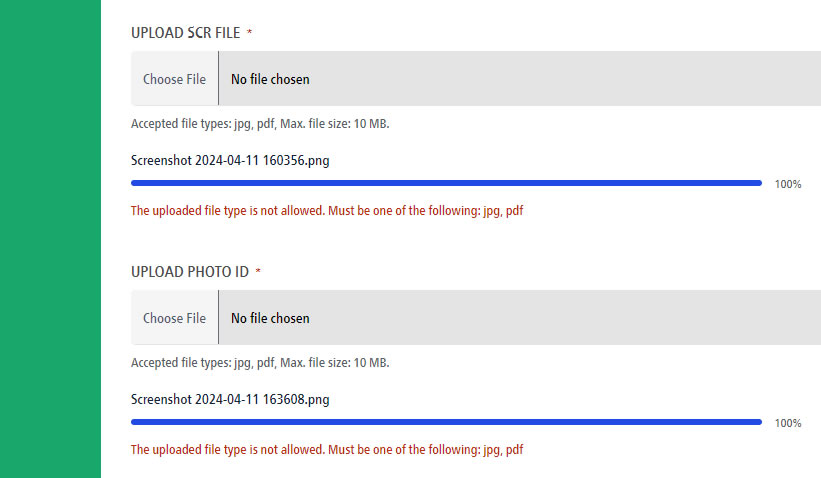 UPLOAD SCR FILE *
Choose File No file chosen
Accepted file types: jpg, pdf, Max. file size: 10 MB.
Screenshot 2024-04-11 160356.png
100%
The uploaded file type is not allowed. Must be one of the following: jpg, pdf
UPLOAD PHOTO ID *
Choose File No file chosen
Accepted file types: jpg, pdf, Max. file size: 10 MB.
Screenshot 2024-04-11 163608.png
100%
The uploaded file type is not allowed. Must be one of the following: jpg, pdf